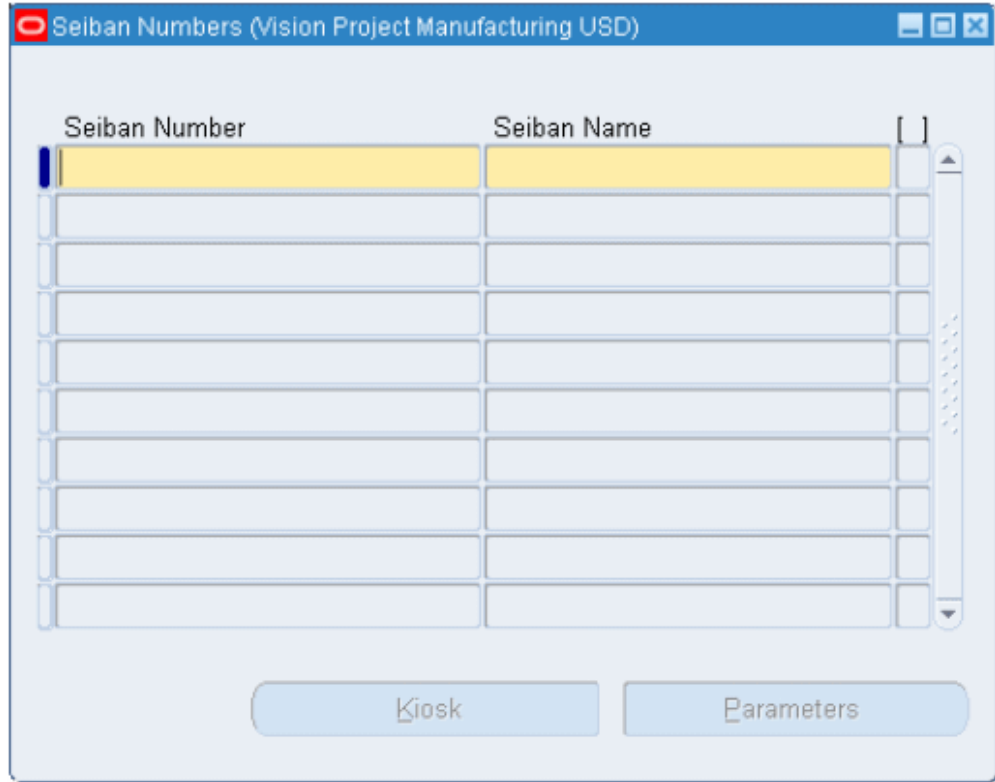 Seiban Numbers (Vision Project Manufacturing USD)
Seiban Number Seiban Name [ ]
Kiosk Parameters